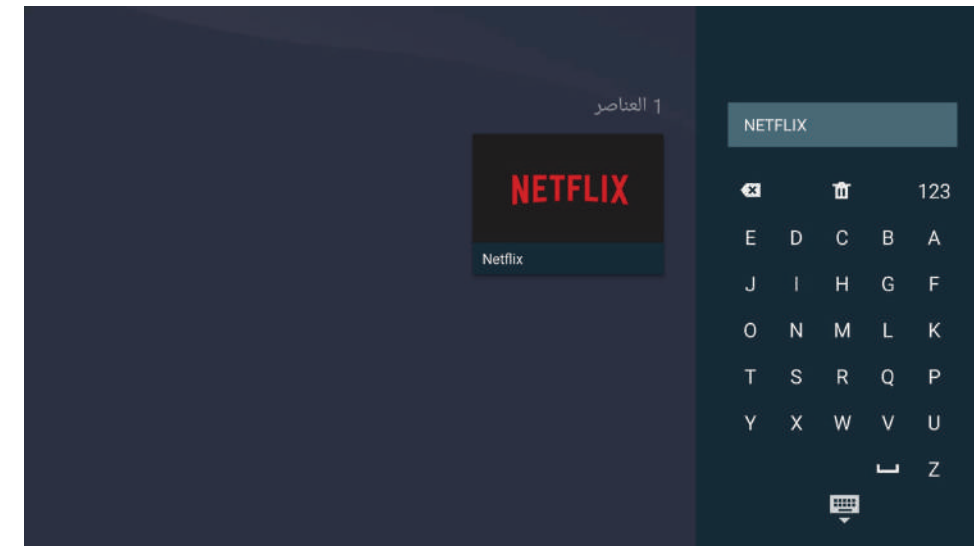 1 العناصر
NETFLIX
Netflix
NETFLIX
123
E D C B A
J I H G F
O N M L K
T S R Q P
Y X W V U
Z